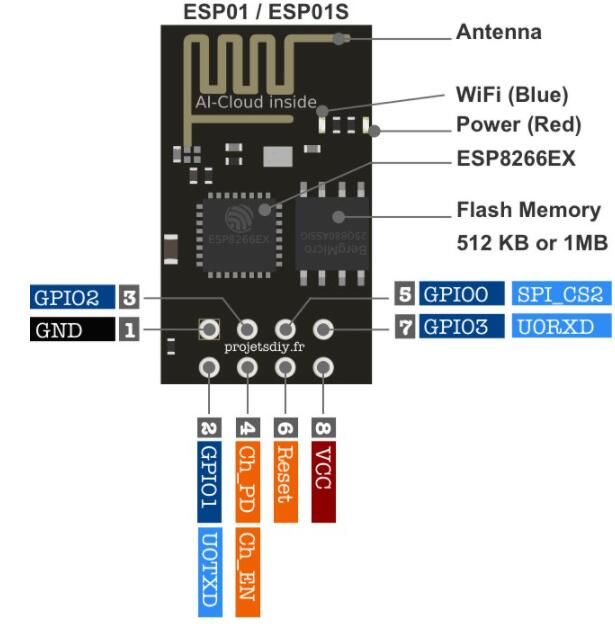 ESP01 / ESP01S
Antenna
AI-Cloud inside
WiFi (Blue)
Power (Red)
ESP8266EX
Flash Memory
512 KB or 1MB
ESP8266EX
BergMicro
25Q80ASSIG
GPIO2 3
5 GPIO0 SPI_CS2
GND 1
7 GPIO3 U0RXD
projetsdiy.fr
2 GPIO1 U0TXD
4 Ch_PD Ch_EN
6 Reset
8 VCC